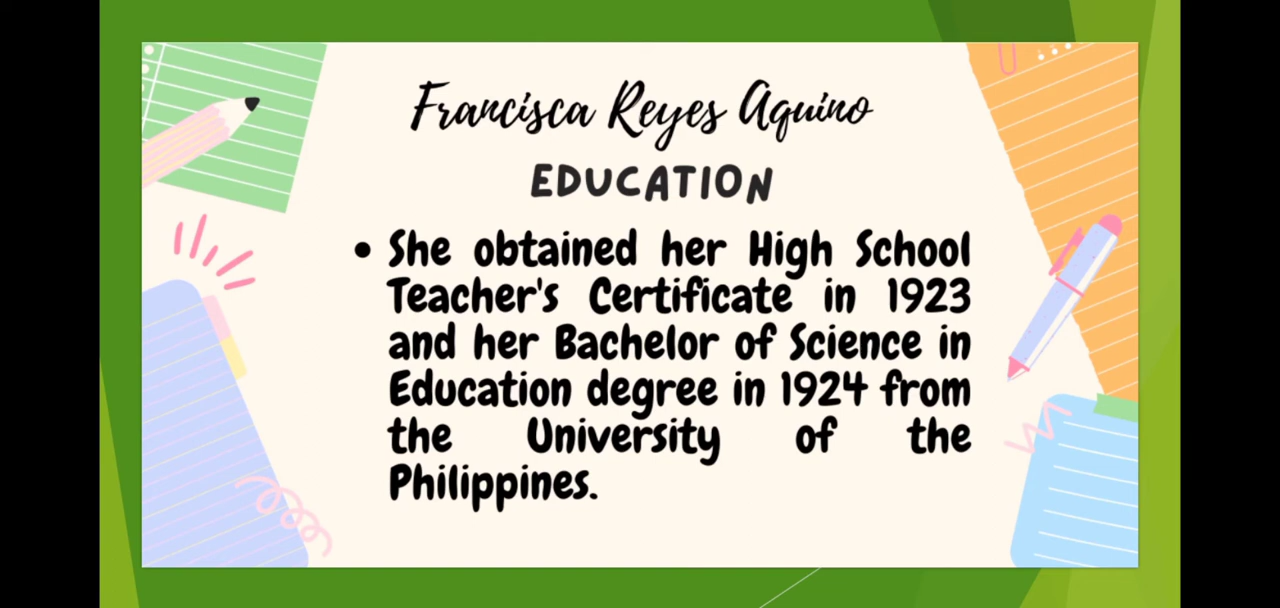 Francisca Reyes Aquino
EDUCATION
• She obtained her High School
Teacher's Certificate in 1923
and her Bachelor of Science in
Education degree in 1924 from
the University of the
Philippines.